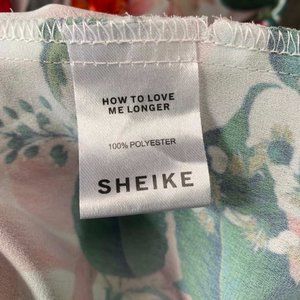 HOW TO LOVE
ME LONGER
100% POLYESTER
SHEIKE